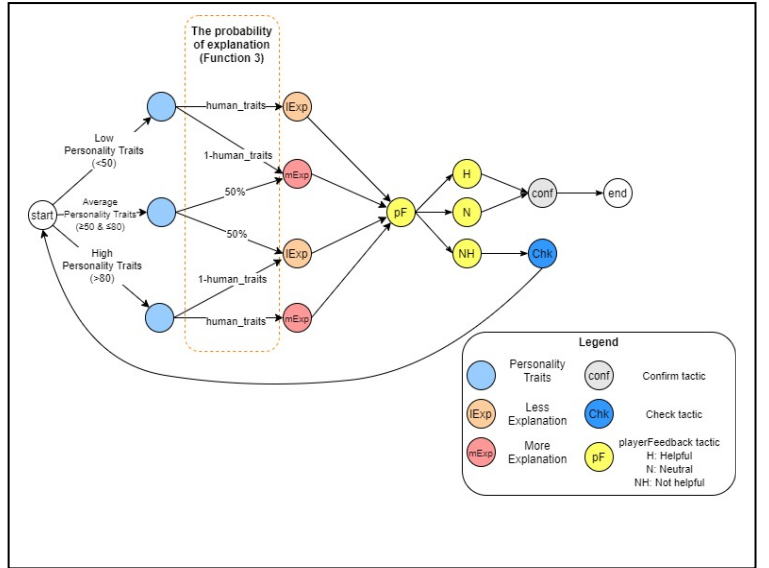 The probability
of explanation
(Function 3)
human_traits
lExp
Low
Personality Traits
(<50)
1-human_traits
mExp
50%
H
conf
end
Average
Personality Traits
(≥50 & ≤80)
start
pF
N
50%
High
Personality Traits
(>80)
1-human_traits
lExp
NH
Chk
human_traits
mExp
Legend
Personality
Traits
conf
Confirm tactic
lExp
Less
Explanation
Chk
Check tactic
mExp
More
Explanation
pF
playerFeedback tactic
H: Helpful
N: Neutral
NH: Not helpful